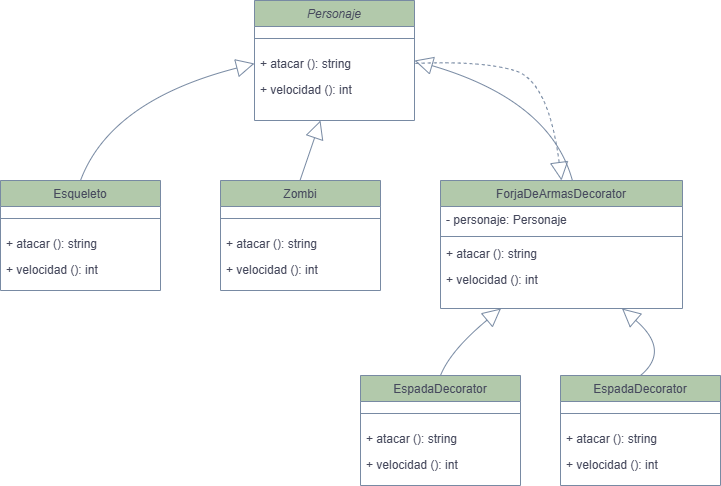 Personaje
+ atacar (): string
+ velocidad (): int
Esqueleto
+ atacar (): string
+ velocidad (): int
Zombi
+ atacar (): string
+ velocidad (): int
ForjaDeArmasDecorator
- personaje: Personaje
+ atacar (): string
+ velocidad (): int
EspadaDecorator
+ atacar (): string
+ velocidad (): int
EspadaDecorator
+ atacar (): string
+ velocidad (): int